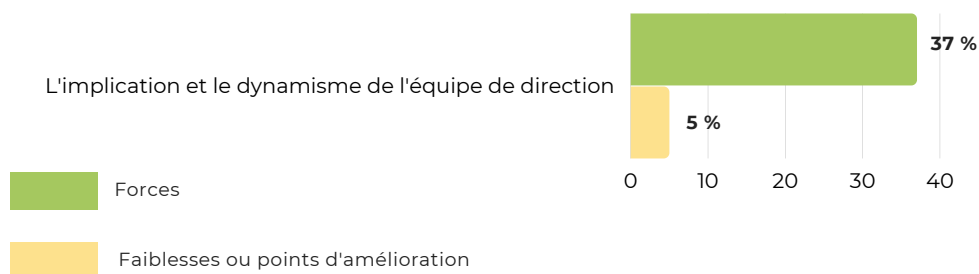 37 %
L'implication et le dynamisme de l'équipe de direction
5 %
0 10 20 30 40
Forces
Faiblesses ou points d'amélioration